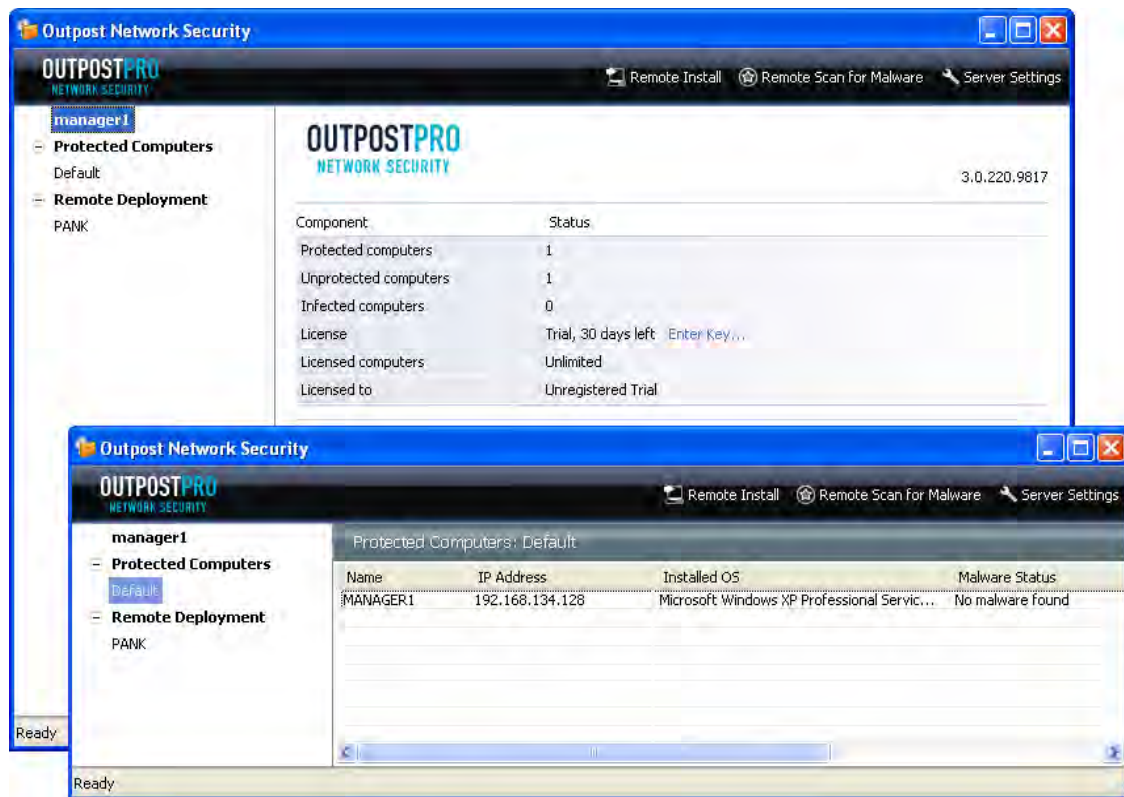 Outpost Network Security
OUTPOSTPRO
NETWORK SECURITY
Remote Install Remote Scan for Malware Server Settings
manager1
Protected Computers
Default
Remote Deployment
PANK
OUTPOSTPRO
NETWORK SECURITY
3.0.220.9817
Component Status
Protected computers 1
Unprotected computers 1
Infected computers 0
License Trial, 30 days left Enter Key...
Licensed computers Unlimited
Licensed to Unregistered Trial
Ready
Outpost Network Security
OUTPOSTPRO
NETWORK SECURITY
Remote Install Remote Scan for Malware Server Settings
manager1
Protected Computers
Default
Remote Deployment
PANK
Protected Computers: Default
Name IP Address Installed OS Malware Status
MANAGER1 192.168.134.128 Microsoft Windows XP Professional Servic... No malware found
Ready